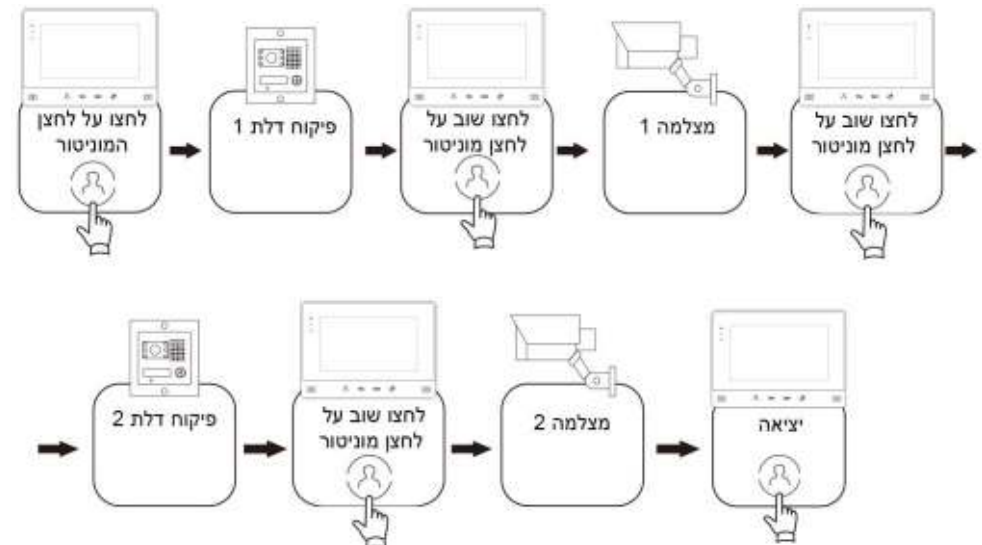 לחצו על לחצן
המוניטור
פיקוח דלת 1
לחצו שוב על
לחצן מוניטור
מצלמה 1
לחצו שוב על
לחצן מוניטור
פיקוח דלת 2
לחצו שוב על
לחצן מוניטור
מצלמה 2
יציאה